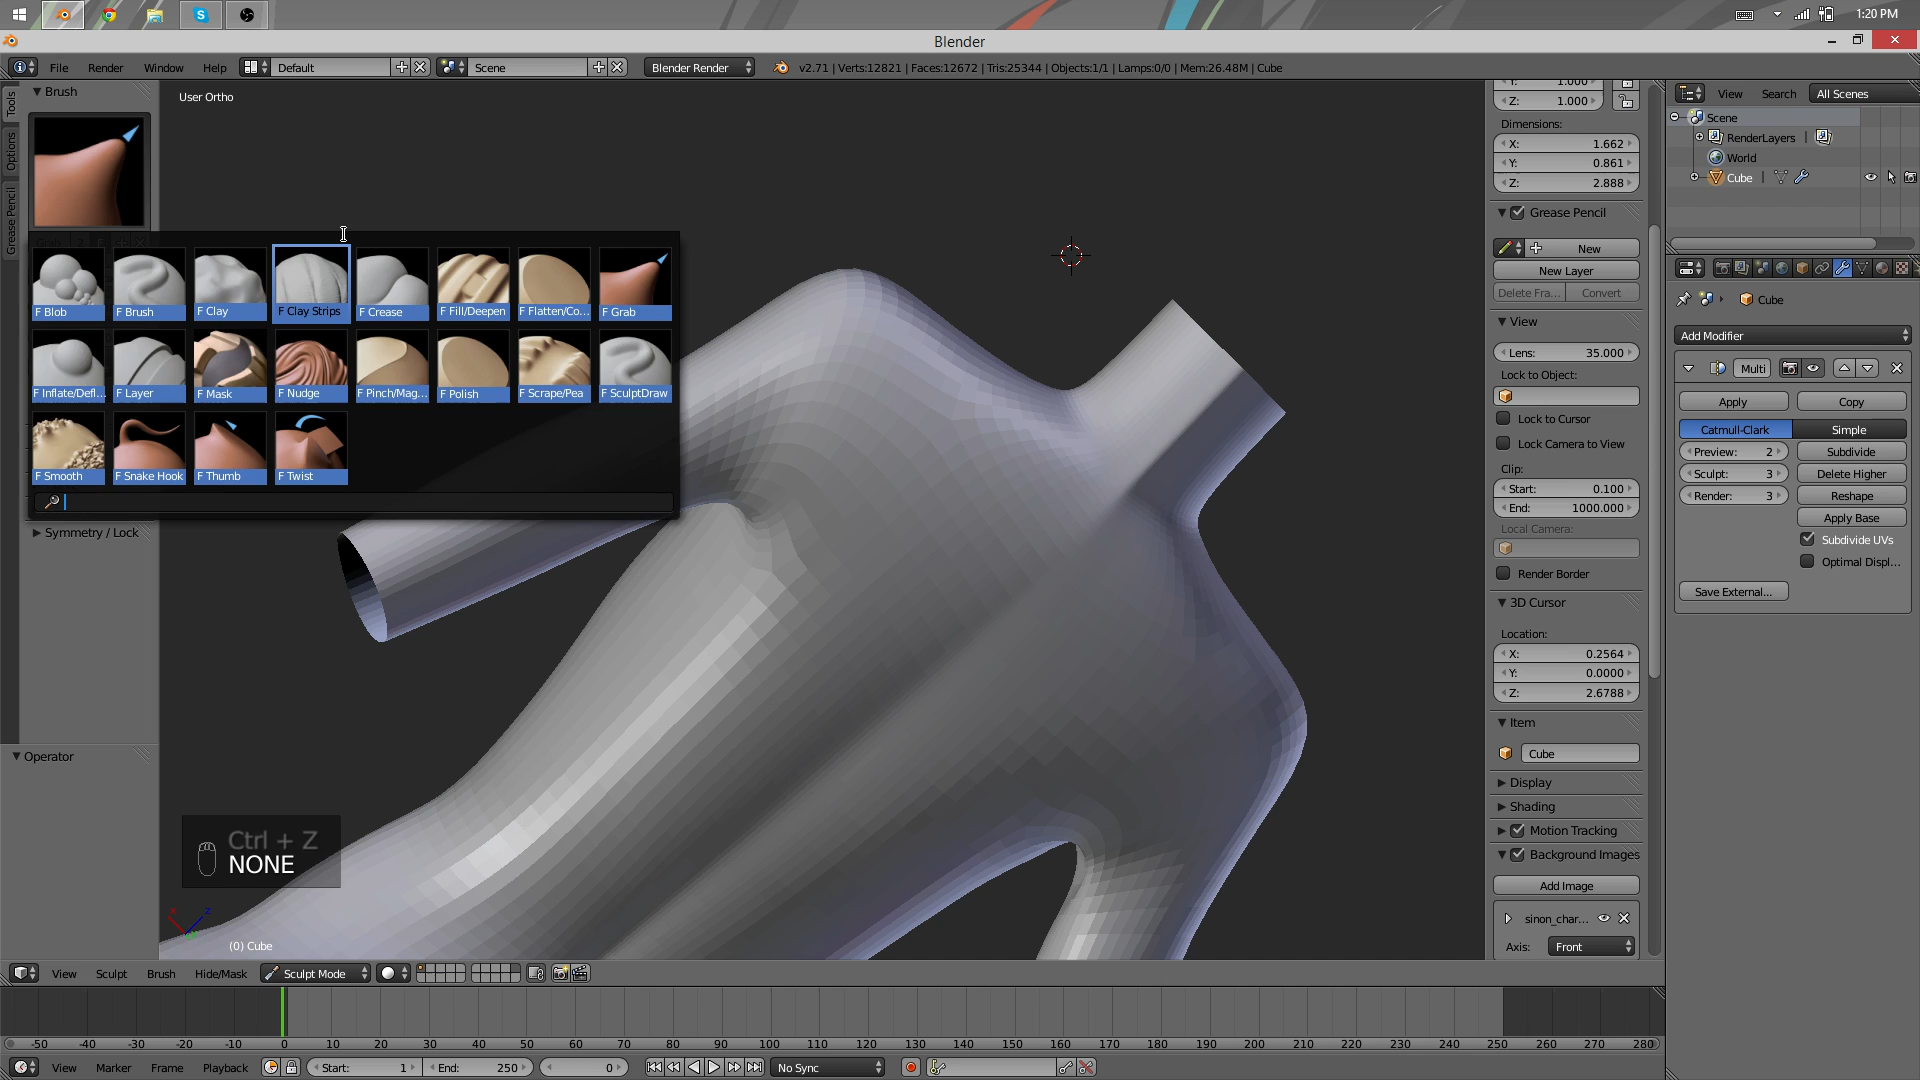 1:20 PM
Blender
File Render Window Help Default Scene Blender Render v2.71 | Verts:12821 | Faces:12672 | Tris:25344 | Objects:1/1 | Lamps:0/0 | Mem:26.48M | Cube
Tools
Options
Grease Pencil
Brush
User Ortho
F Blob F Brush F Clay F Clay Strips F Crease F Fill/Deepen F Flatten/Co... F Grab
F Inflate/Defl... F Layer F Mask F Nudge F Pinch/Mag... F Polish F Scrape/Pea F SculptDraw
F Smooth F Snake Hook F Thumb F Twist
Symmetry / Lock
Operator
Ctrl + Z
NONE
X Z
(0) Cube
Y: 1.000
Z: 1.000
Dimensions:
X: 1.662
Y: 0.861
Z: 2.888
Grease Pencil
New
New Layer
Delete Fra... Convert
View
Lens: 35.000
Lock to Object:
Lock to Cursor
Lock Camera to View
Clip:
Start: 0.100
End: 1000.000
Local Camera:
Render Border
3D Cursor
Location:
X: 0.2564
Y: 0.0000
Z: 2.6788
Item
Cube
Display
Shading
Motion Tracking
Background Images
Add Image
sinon_char...
Axis: Front
View Search All Scenes
Scene
RenderLayers
World
Cube
Cube
Add Modifier
Multi
Apply Copy
Catmull-Clark Simple
Preview: 2 Subdivide
Sculpt: 3 Delete Higher
Render: 3 Reshape
Apply Base
Subdivide UVs
Optimal Displ...
Save External...
View Sculpt Brush Hide/Mask Sculpt Mode
-50 -40 -30 -20 -10 0 10 20 30 40 50 60 70 80 90 100 110 120 130 140 150 160 170 180 190 200 210 220 230 240 250 260 270 280
View Marker Frame Playback Start: 1 End: 250 0 No Sync